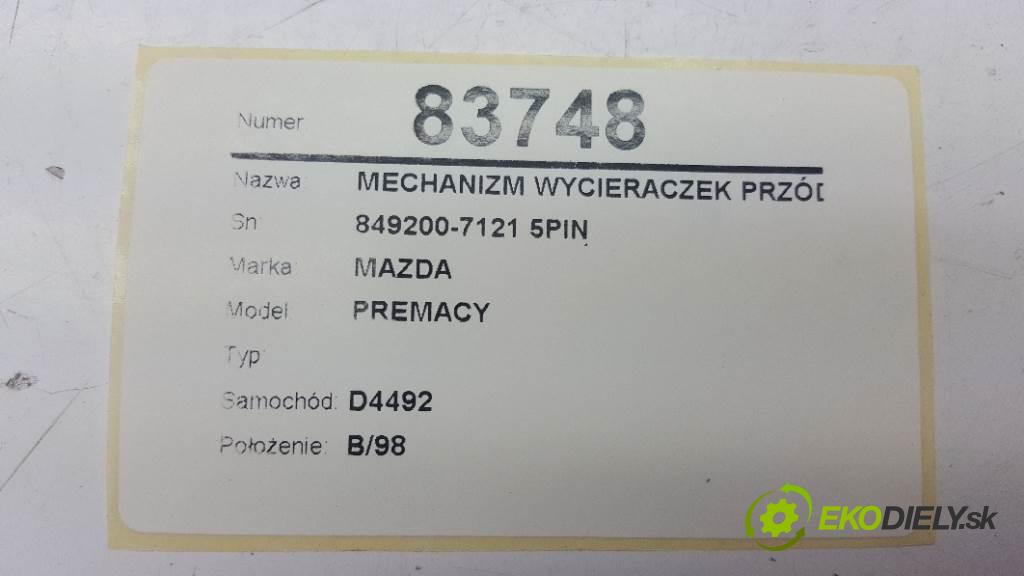 Numer 83748
Nazwa: MECHANIZM WYCIERACZEK PRZÓD
Sn 849200-7121 5PIN
Marka: MAZDA
Model PREMACY
Typ:
Samochód: D4492
Położenie: B/98
EKODIELY.sk